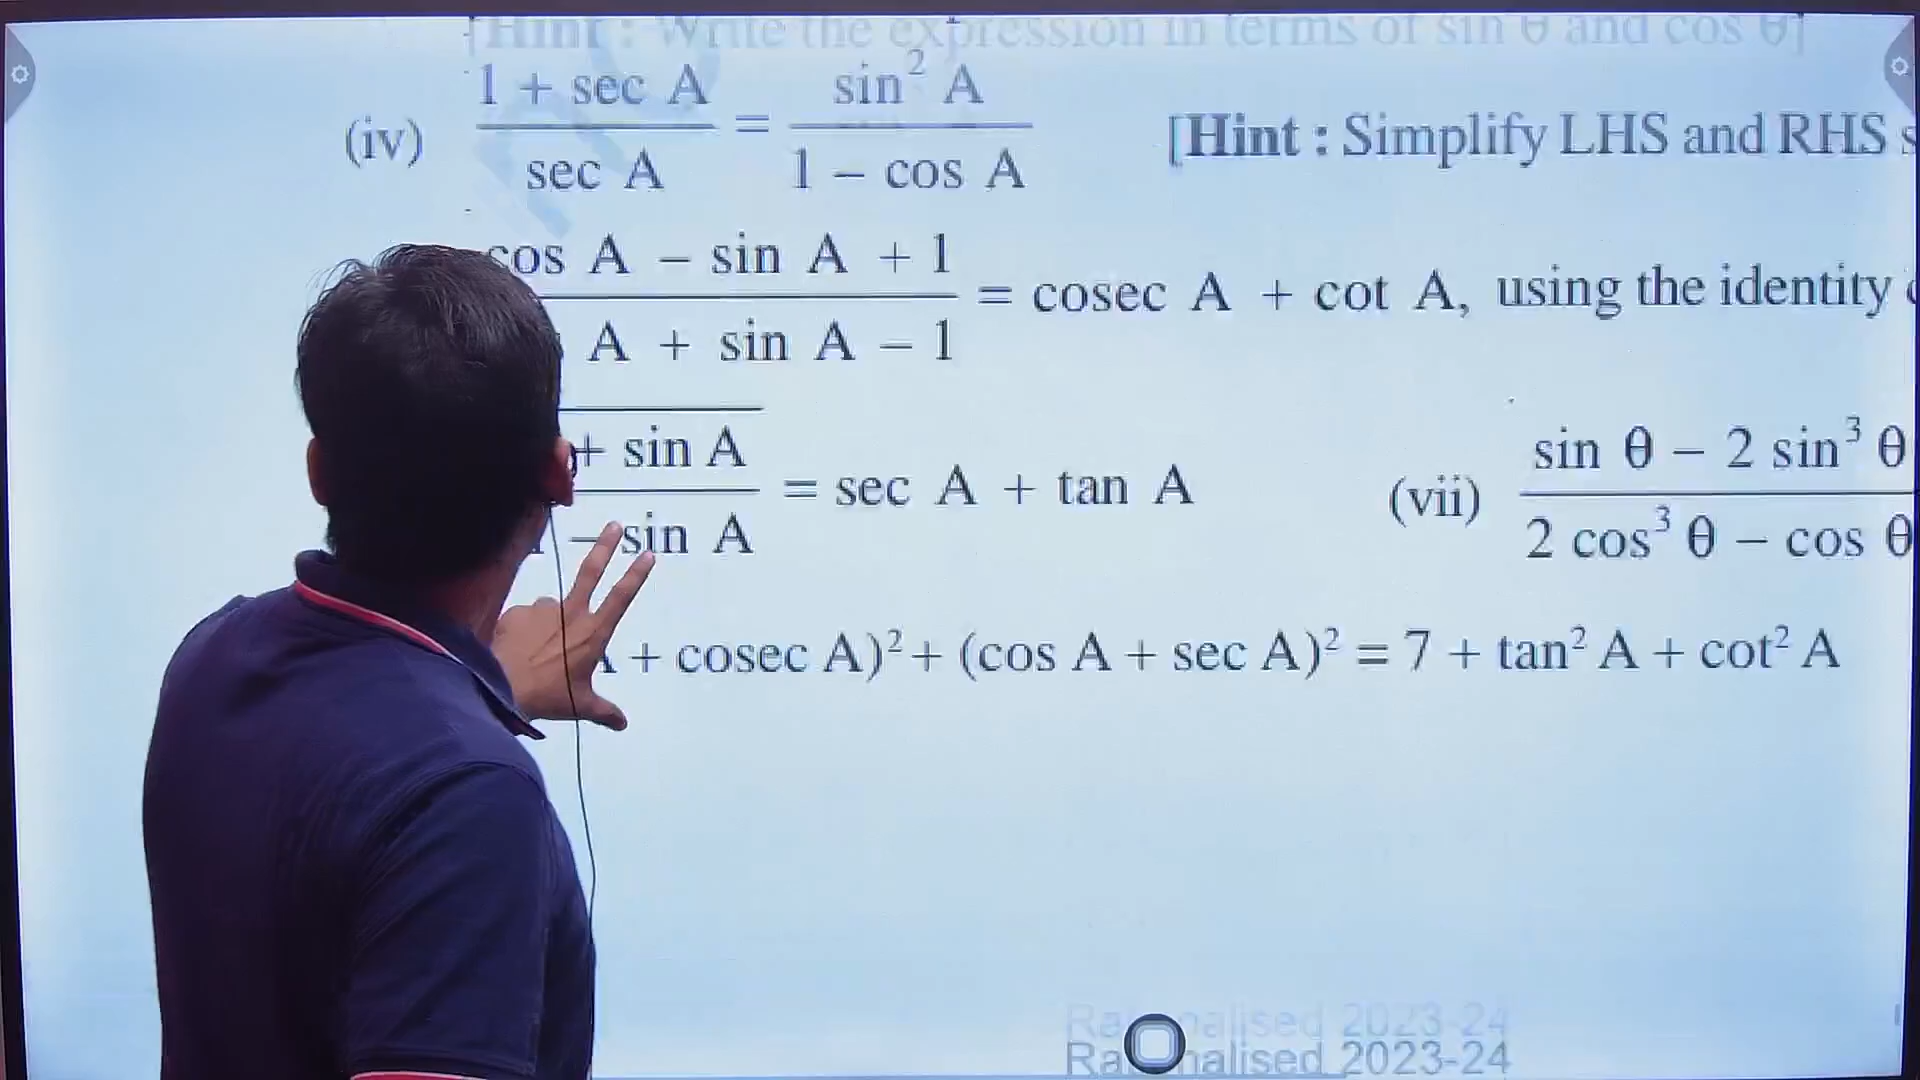 [Hint : Write the expression in terms of sin θ and cos θ]
(iv) 1 + sec A / sec A = sin² A / 1 − cos A [Hint : Simplify LHS and RHS
cos A − sin A + 1 / A + sin A − 1 = cosec A + cot A, using the identity
+ sin A / − sin A = sec A + tan A (vii) sin θ − 2 sin³ θ / 2 cos³ θ − cos θ
+ cosec A)² + (cos A + sec A)² = 7 + tan² A + cot² A
Rationalised 2023-24
Rationalised 2023-24